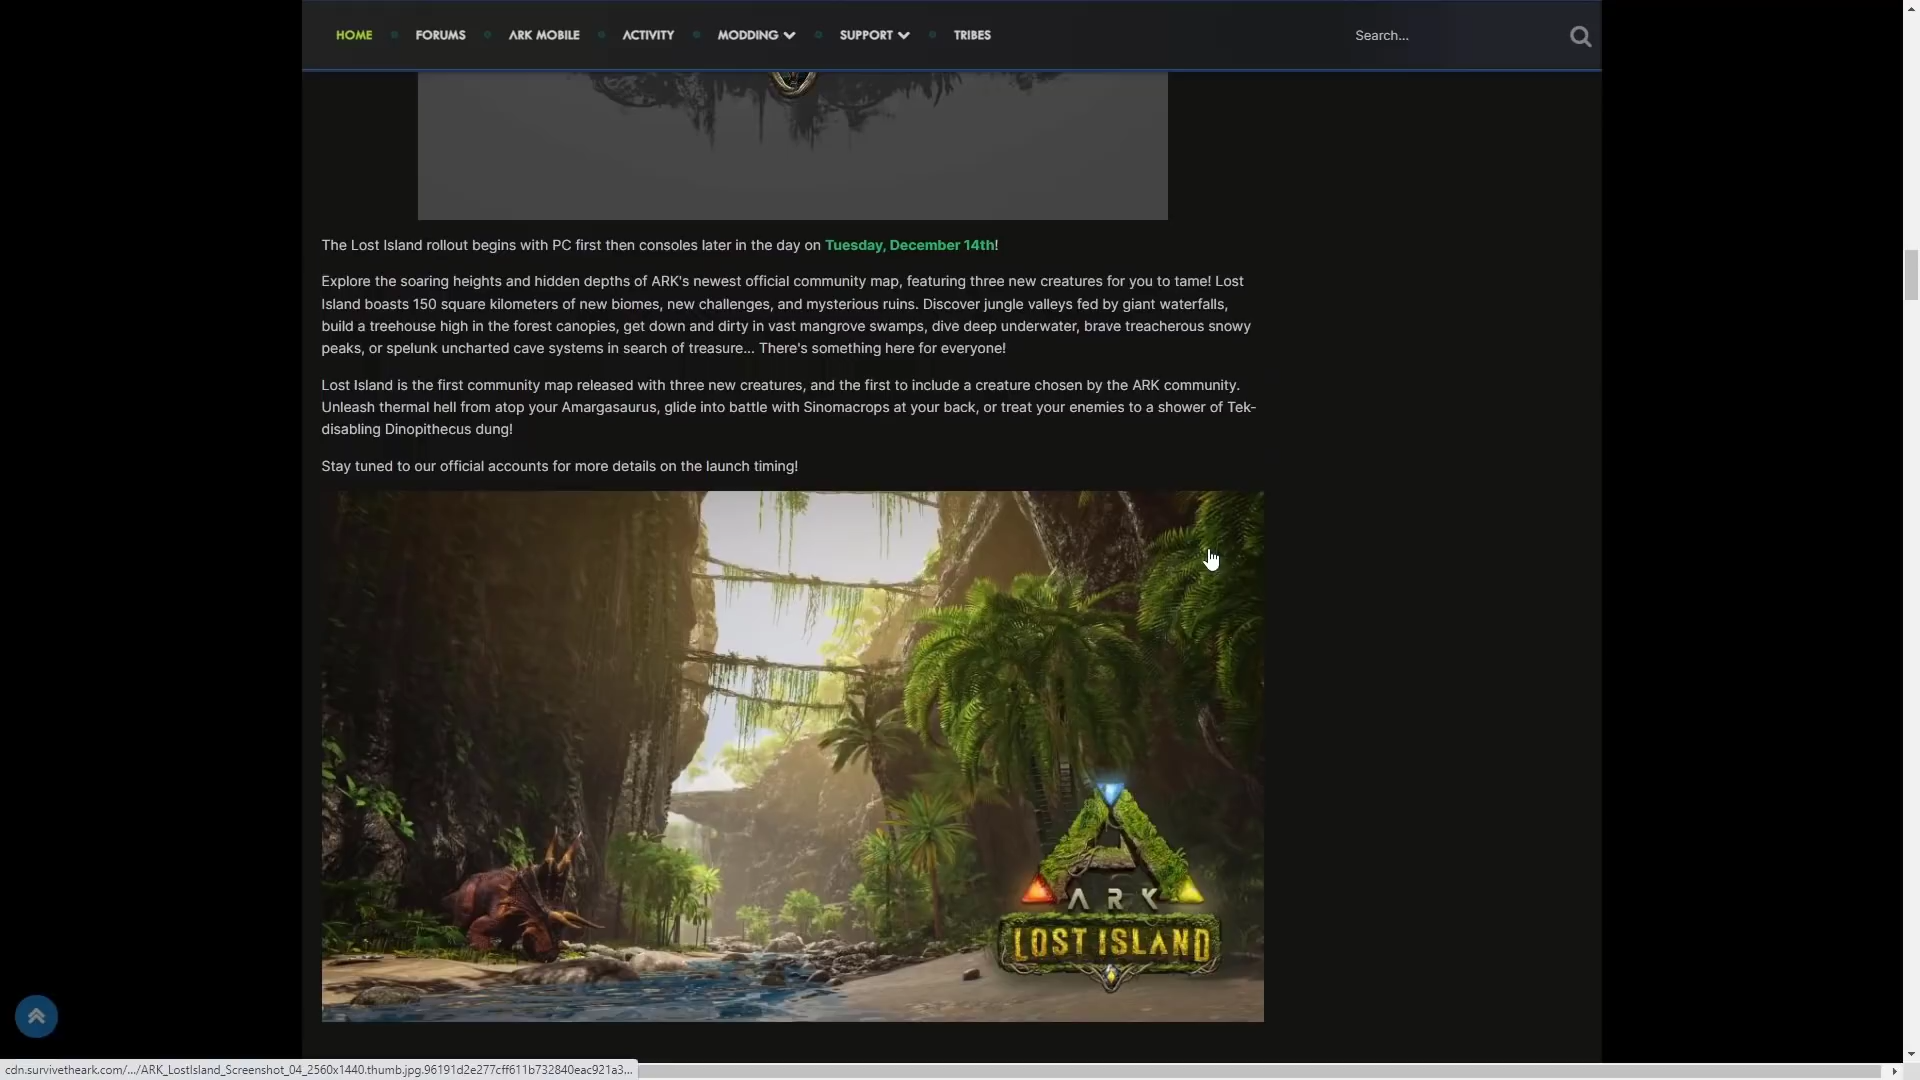 HOME FORUMS ARK MOBILE ACTIVITY MODDING SUPPORT TRIBES Search...
The Lost Island rollout begins with PC first then consoles later in the day on Tuesday, December 14th!
Explore the soaring heights and hidden depths of ARK's newest official community map, featuring three new creatures for you to tame! Lost
Island boasts 150 square kilometers of new biomes, new challenges, and mysterious ruins. Discover jungle valleys fed by giant waterfalls,
build a treehouse high in the forest canopies, get down and dirty in vast mangrove swamps, dive deep underwater, brave treacherous snowy
peaks, or spelunk uncharted cave systems in search of treasure... There's something here for everyone!
Lost Island is the first community map released with three new creatures, and the first to include a creature chosen by the ARK community.
Unleash thermal hell from atop your Amargasaurus, glide into battle with Sinomacrops at your back, or treat your enemies to a shower of Tek-
disabling Dinopithecus dung!
Stay tuned to our official accounts for more details on the launch timing!
ARK
LOST ISLAND
cdn.survivetheark.com/.../ARK_LostIsland_Screenshot_04_2560x1440.thumb.jpg.96191d2e277cff611b732840eac921a3...